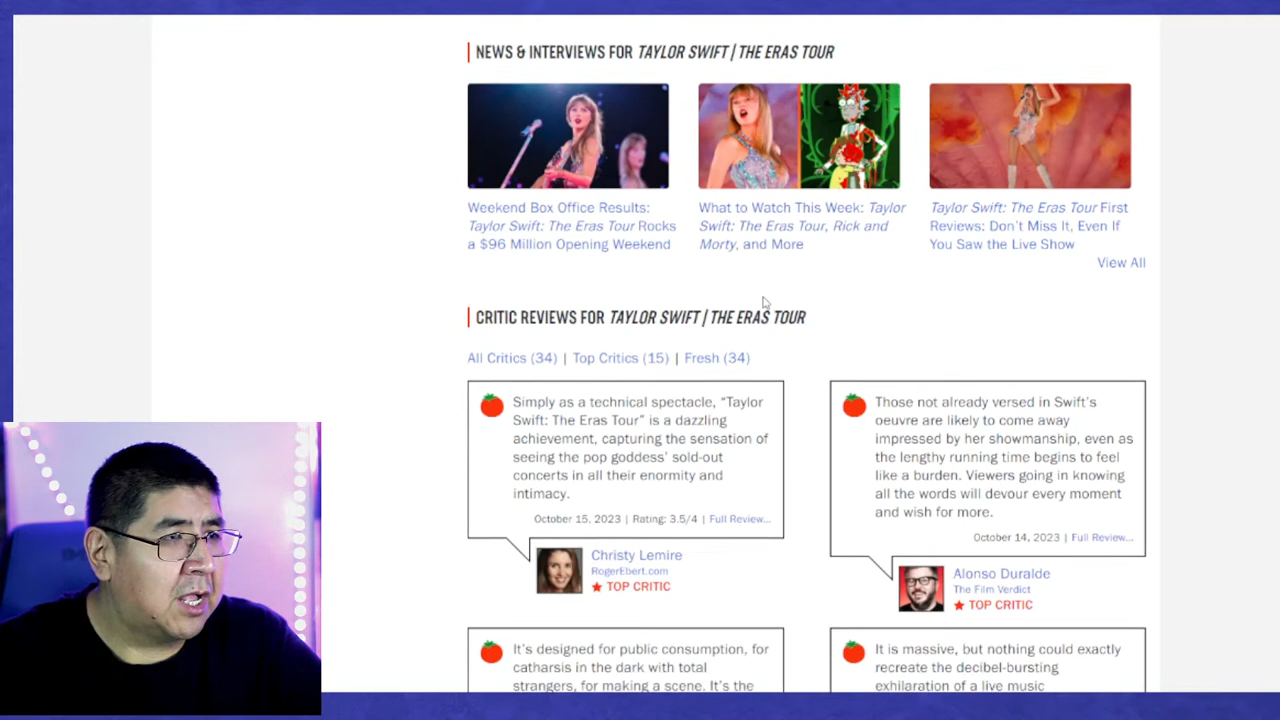 NEWS & INTERVIEWS FOR TAYLOR SWIFT | THE ERAS TOUR
Weekend Box Office Results:
Taylor Swift: The Eras Tour Rocks
a $96 Million Opening Weekend
What to Watch This Week: Taylor
Swift: The Eras Tour, Rick and
Morty, and More
Taylor Swift: The Eras Tour First
Reviews: Don't Miss It, Even If
You Saw the Live Show
View All
CRITIC REVIEWS FOR TAYLOR SWIFT | THE ERAS TOUR
All Critics (34) | Top Critics (15) | Fresh (34)
Simply as a technical spectacle, “Taylor
Swift: The Eras Tour” is a dazzling
achievement, capturing the sensation of
seeing the pop goddess’ sold-out
concerts in all their enormity and
intimacy.
October 15, 2023 | Rating: 3.5/4 | Full Review...
Christy Lemire
RogerEbert.com
TOP CRITIC
Those not already versed in Swift’s
oeuvre are likely to come away
impressed by her showmanship, even as
the lengthy running time begins to feel
like a burden. Viewers going in knowing
all the words will devour every moment
and wish for more.
October 14, 2023 | Full Review...
Alonso Duralde
The Film Verdict
TOP CRITIC
It’s designed for public consumption, for
catharsis in the dark with total
strangers, for making a scene. It’s the
It is massive, but nothing could exactly
recreate the decibel-bursting
exhilaration of a live music